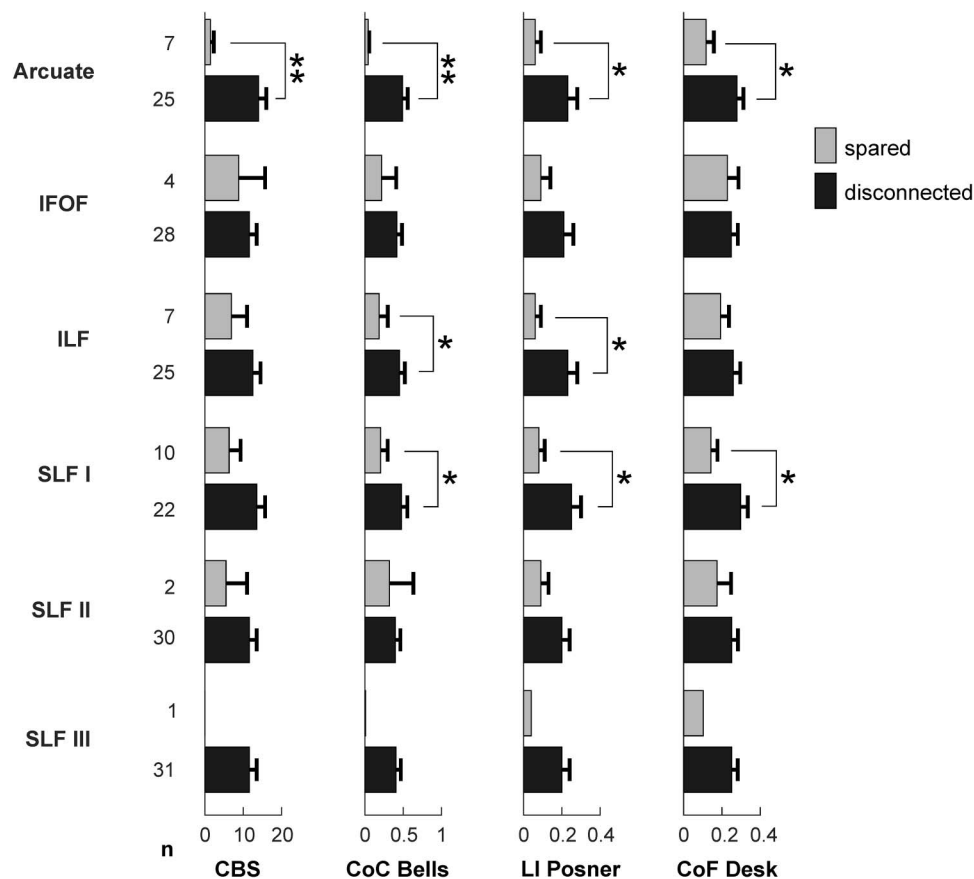 7
**
Arcuate
25
*
*
spared
disconnected
4
IFOF
28
7
ILF
25
*
*
10
SLF I
22
*
*
*
2
SLF II
30
1
SLF III
31
0 10 20 0 0.5 1 0 0.2 0.4 0 0.2 0.4
n CBS CoC Bells LI Posner CoF Desk
**